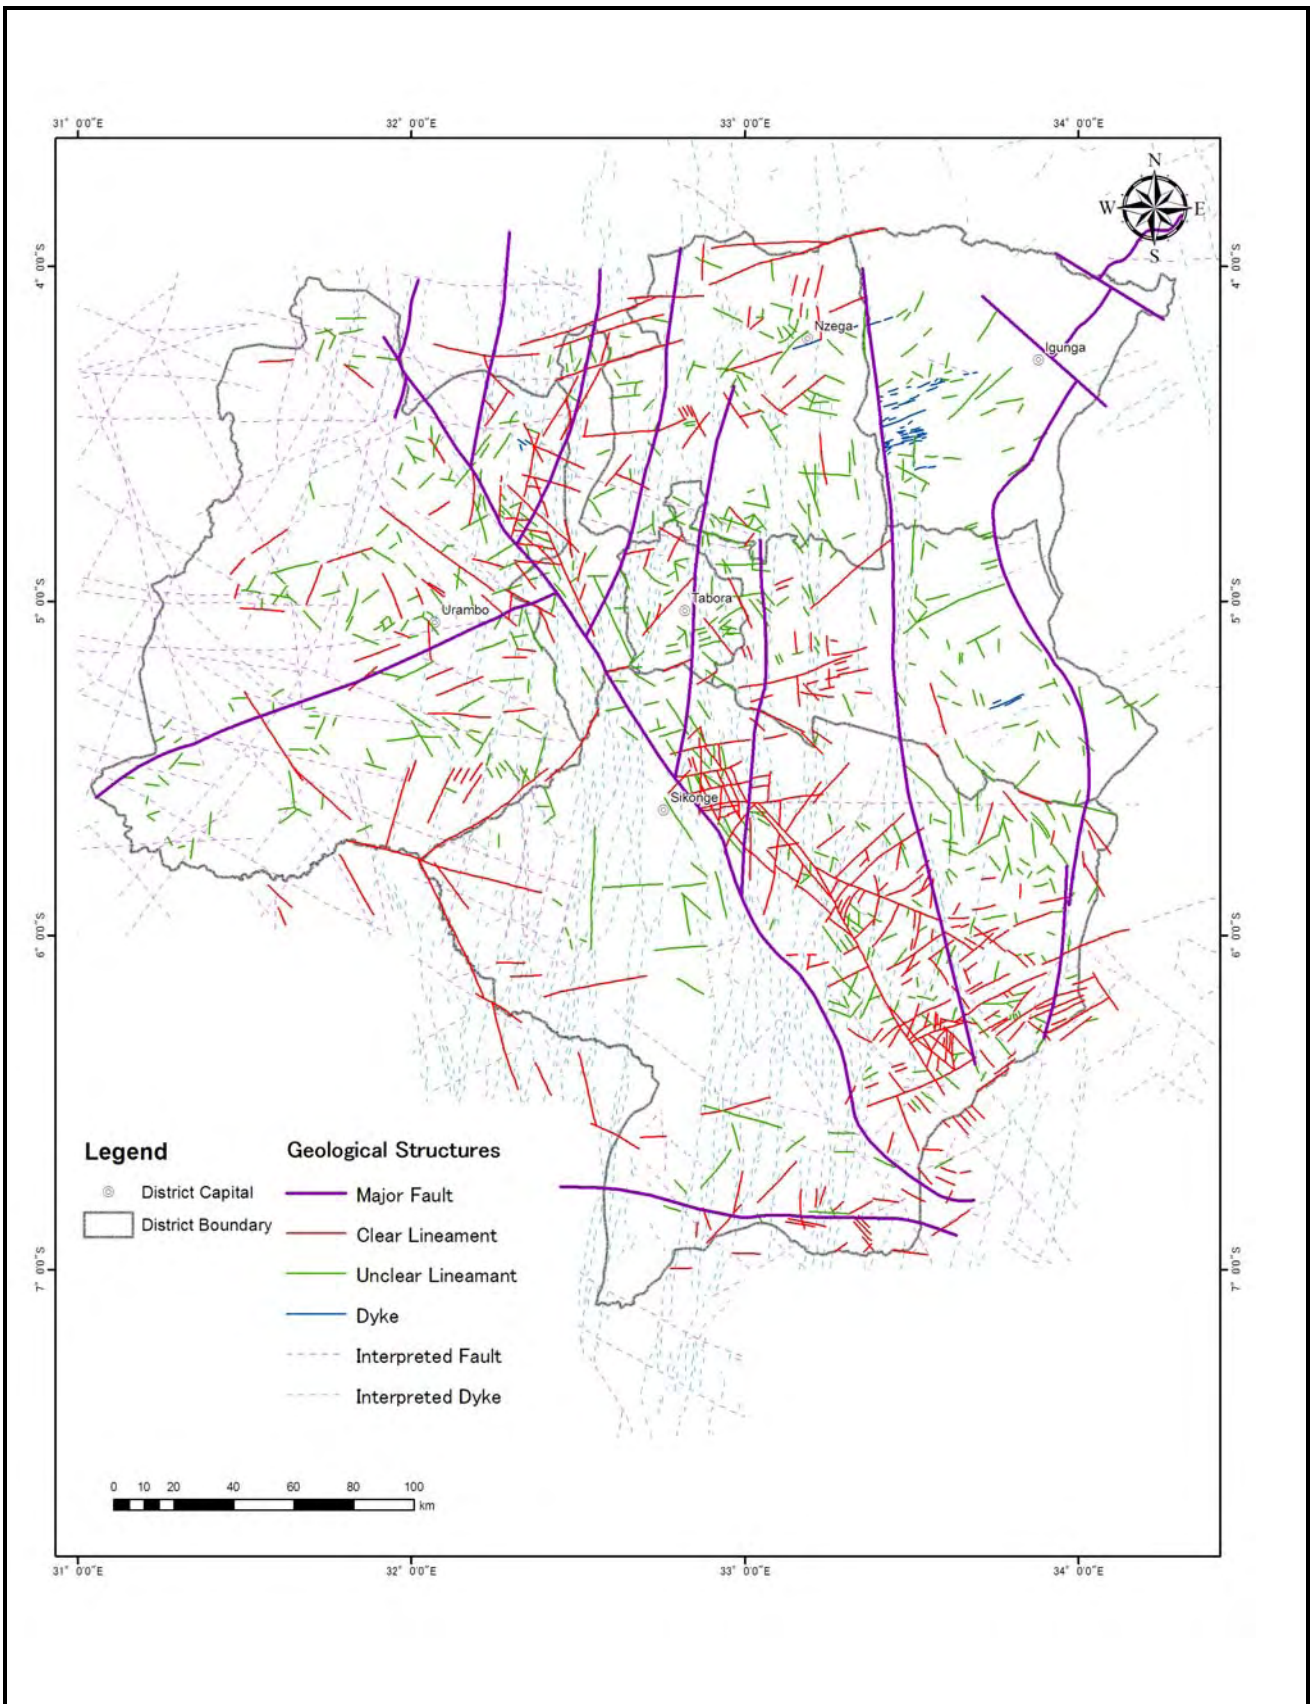 31° 0'0"E 32° 0'0"E 33° 0'0"E 34° 0'0"E
N
W E
S
4° 0'0"S 4° 0'0"S
Nzega
Igunga
5° 0'0"S 5° 0'0"S
Tabora
Urambo
Sikonge
6° 0'0"S 6° 0'0"S
Legend
District Capital
District Boundary
Geological Structures
Major Fault
Clear Lineament
Unclear Lineamant
Dyke
Interpreted Fault
Interpreted Dyke
7° 0'0"S 7° 0'0"S
0 10 20 40 60 80 100
km
31° 0'0"E 32° 0'0"E 33° 0'0"E 34° 0'0"E